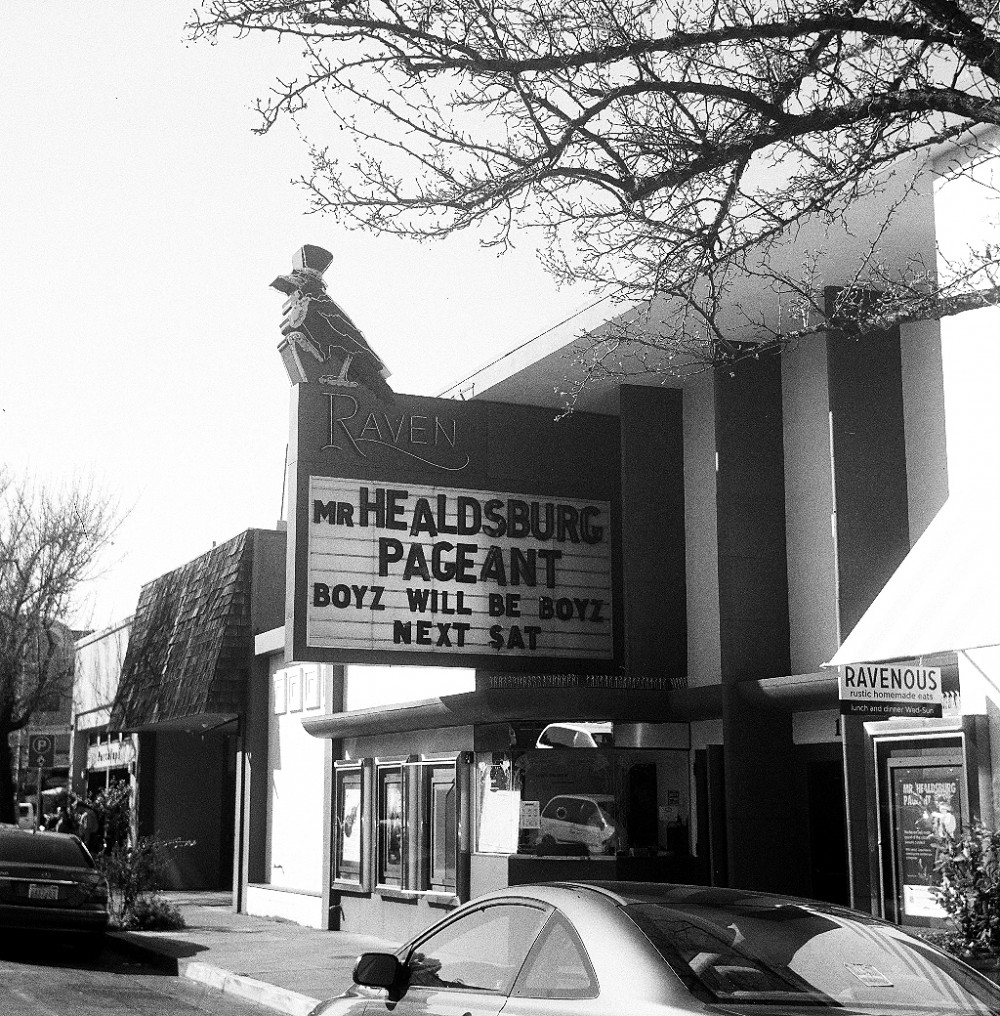 RAVEN
MR HEALDSBURG
PAGEANT
BOYZ WILL BE BOYZ
NEXT SAT
RAVENOUS
rustic homemade eats
lunch and dinner Wed-Sun
P
MR. HEALDSBURG
PAGEANT